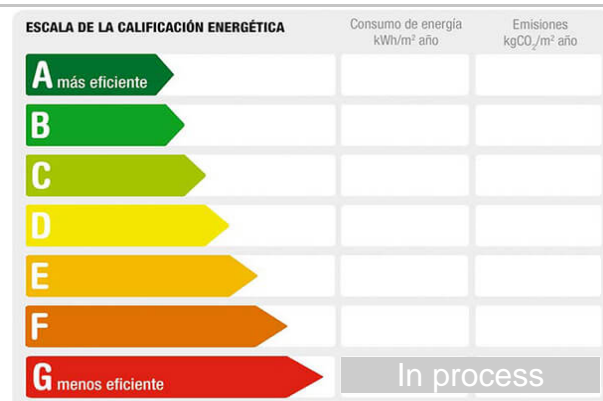 ESCALA DE LA CALIFICACIÓN ENERGÉTICA
Consumo de energía
kWh/m² año
Emisiones
kgCO₂/m² año
A más eficiente
B
C
D
E
F
G menos eficiente
In process